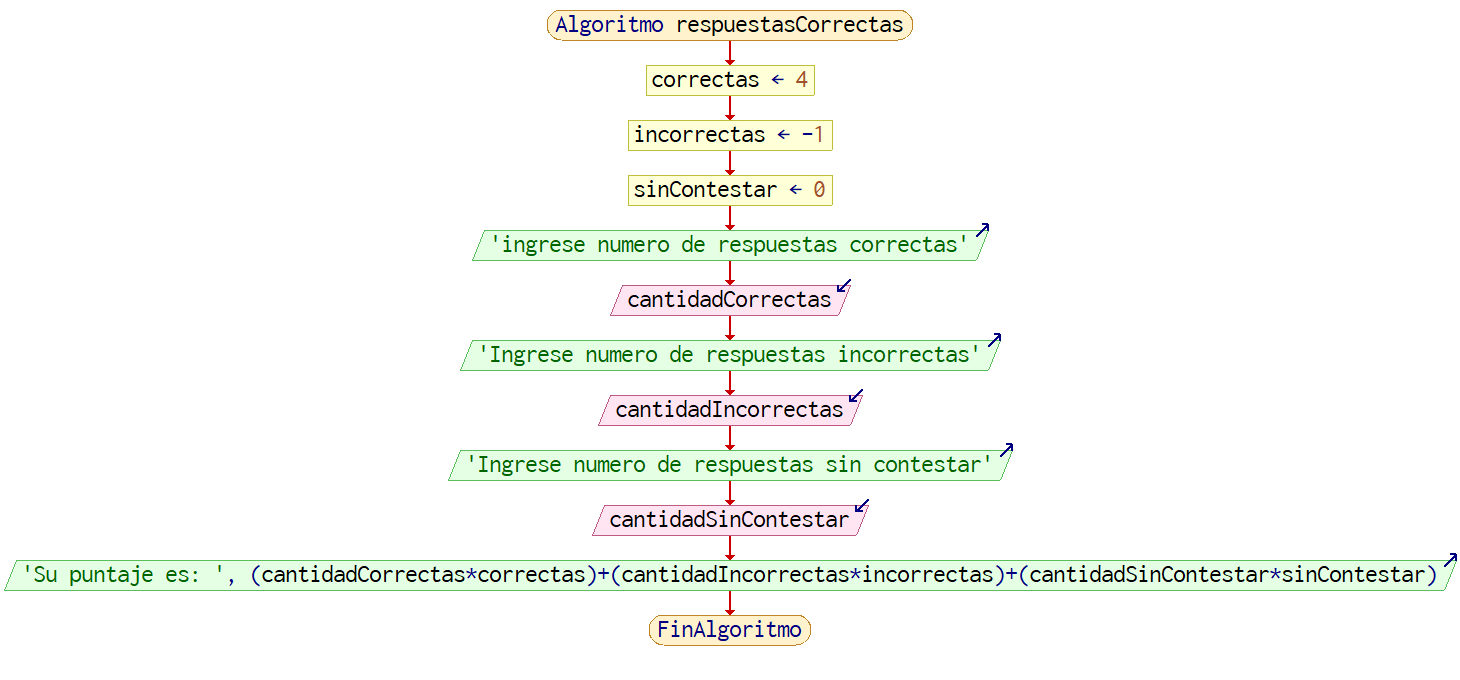 Algoritmo respuestasCorrectas
correctas ← 4
incorrectas ← -1
sinContestar ← 0
'ingrese numero de respuestas correctas'
cantidadCorrectas
'Ingrese numero de respuestas incorrectas'
cantidadIncorrectas
'Ingrese numero de respuestas sin contestar'
cantidadSinContestar
'Su puntaje es: ', (cantidadCorrectas*correctas)+(cantidadIncorrectas*incorrectas)+(cantidadSinContestar*sinContestar)
FinAlgoritmo